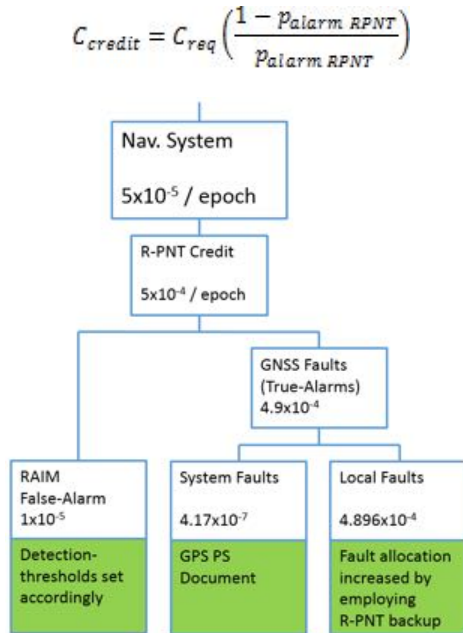 C_credit = C_req ( (1 − p_alarm RPNT) / p_alarm RPNT )
Nav. System
5x10⁻⁵ / epoch
R-PNT Credit
5x10⁻⁴ / epoch
GNSS Faults
(True-Alarms)
4.9x10⁻⁴
RAIM
False-Alarm
1x10⁻⁵
Detection-
thresholds set
accordingly
System Faults
4.17x10⁻⁷
GPS PS
Document
Local Faults
4.896x10⁻⁴
Fault allocation
increased by
employing
R-PNT backup